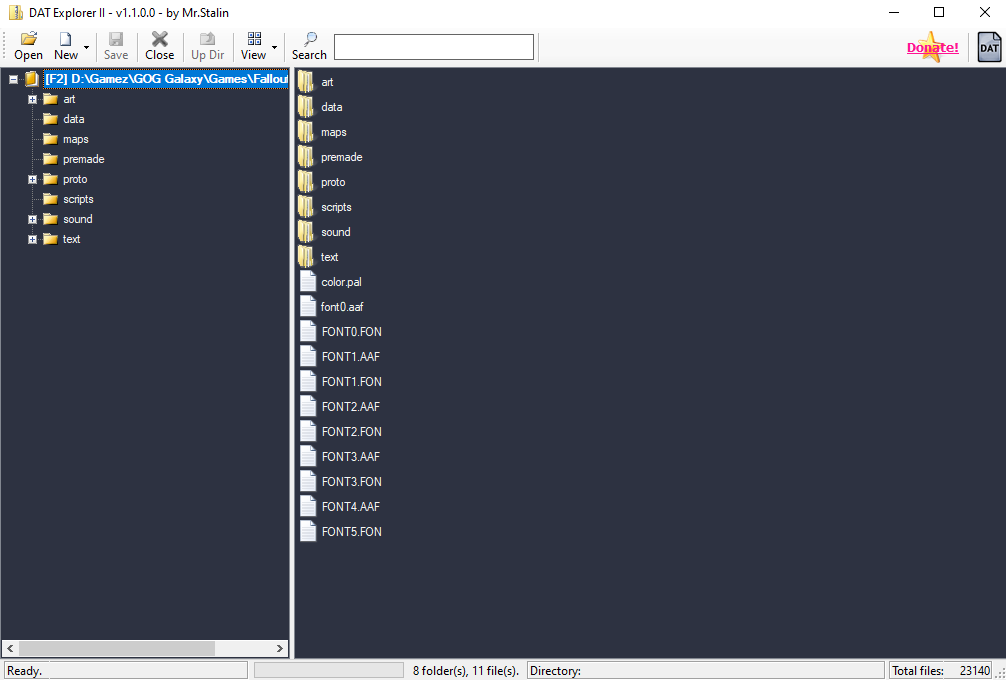 DAT Explorer II - v1.1.0.0 - by Mr.Stalin
Open New Save Close Up Dir View Search Donate! DAT
[F2] D:\Gamez\GOG Galaxy\Games\Fallout
art
data
maps
premade
proto
scripts
sound
text
art
data
maps
premade
proto
scripts
sound
text
color.pal
font0.aaf
FONT0.FON
FONT1.AAF
FONT1.FON
FONT2.AAF
FONT2.FON
FONT3.AAF
FONT3.FON
FONT4.AAF
FONT5.FON
Ready. 8 folder(s), 11 file(s). Directory: Total files: 23140